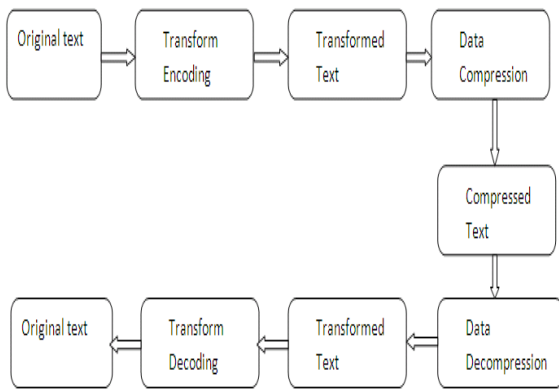 Original text
Transform
Encoding
Transformed
Text
Data
Compression
Compressed
Text
Data
Decompression
Transformed
Text
Transform
Decoding
Original text